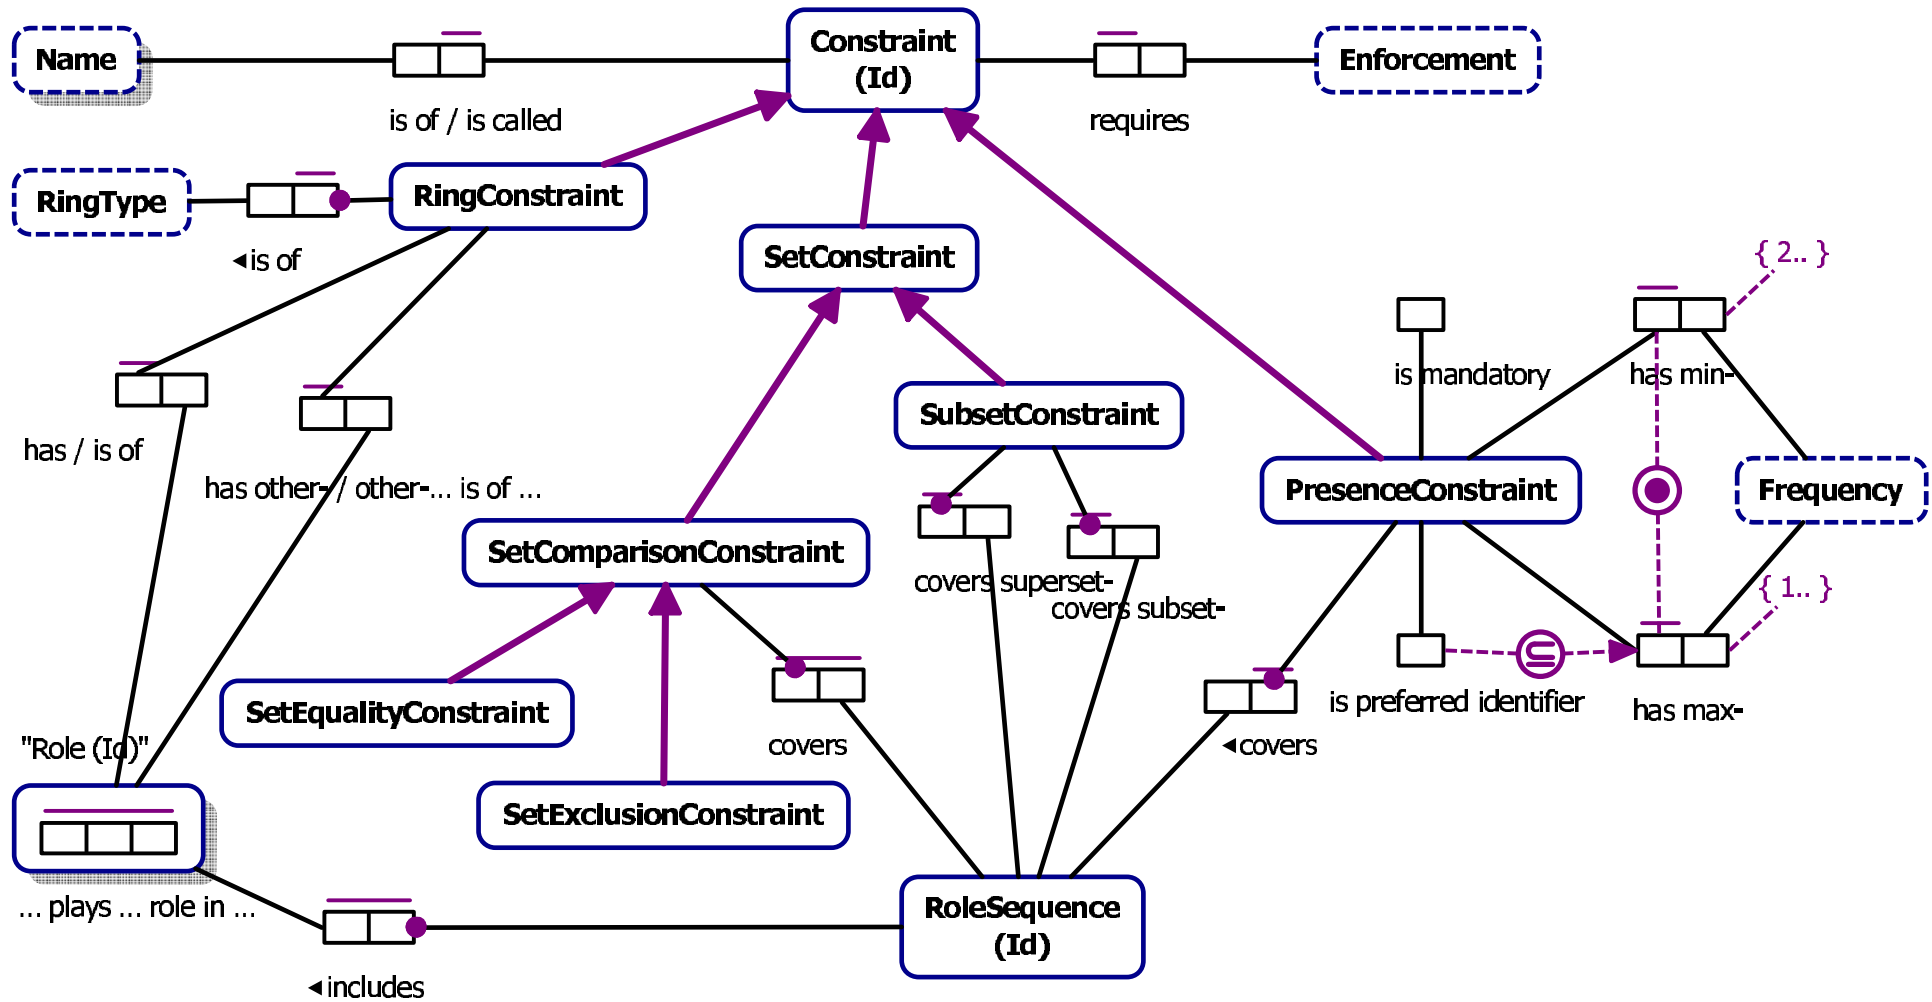 Name
Constraint
(Id)
Enforcement
is of / is called
requires
RingType
RingConstraint
◄is of
SetConstraint
{ 2.. }
is mandatory
has min-
SubsetConstraint
has / is of
has other- / other-... is of ...
PresenceConstraint
Frequency
SetComparisonConstraint
covers superset-
covers subset-
{ 1.. }
SetEqualityConstraint
is preferred identifier
has max-
"Role (Id)"
covers
◄covers
SetExclusionConstraint
... plays ... role in ...
RoleSequence
(Id)
◄includes